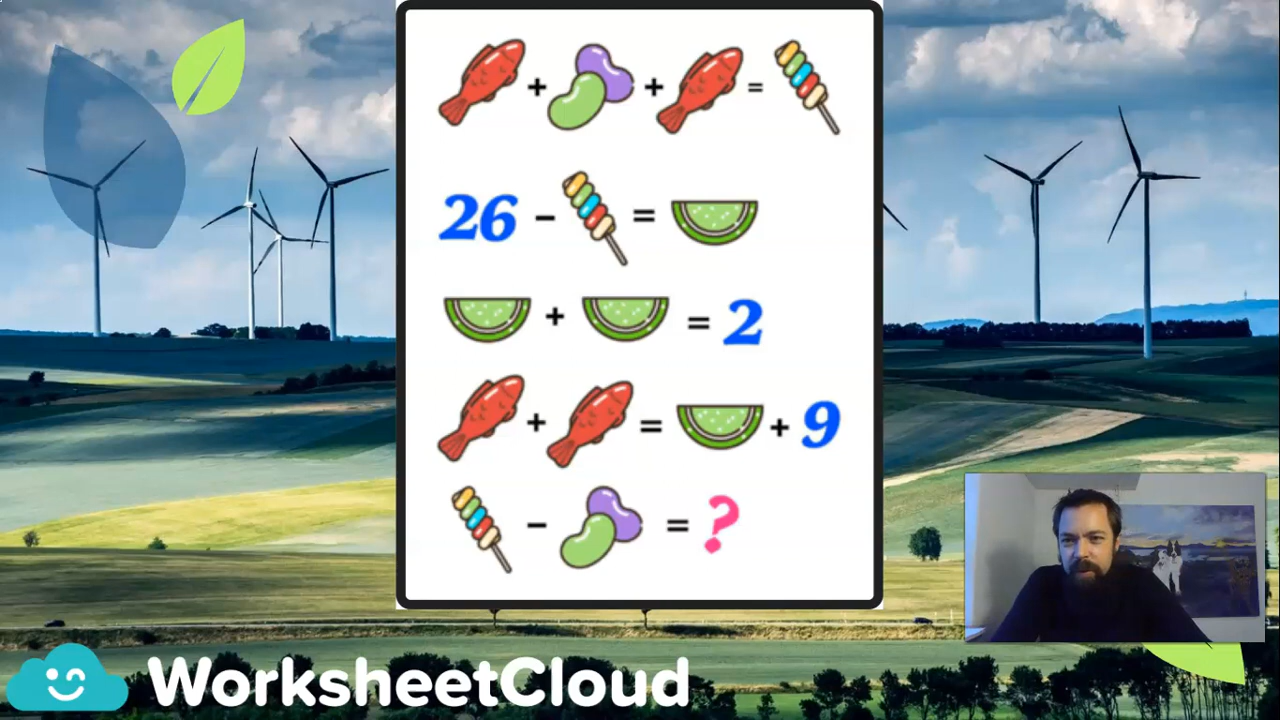 + + =
26 - =
+ = 2
+ = + 9
- = ?
WorksheetCloud